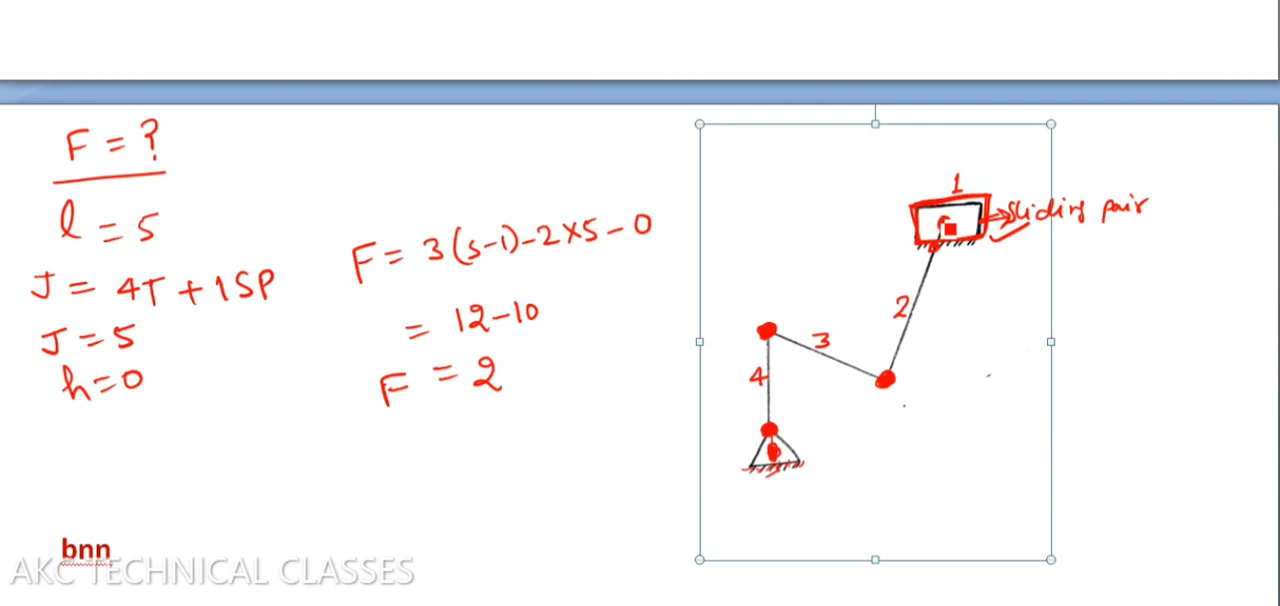 F = ?
l = 5
J = 4T + 1SP
J = 5
h = 0
F = 3(5-1)-2×5-0
= 12-10
F = 2
1
sliding pair
2
3
4
bnn
AKC TECHNICAL CLASSES